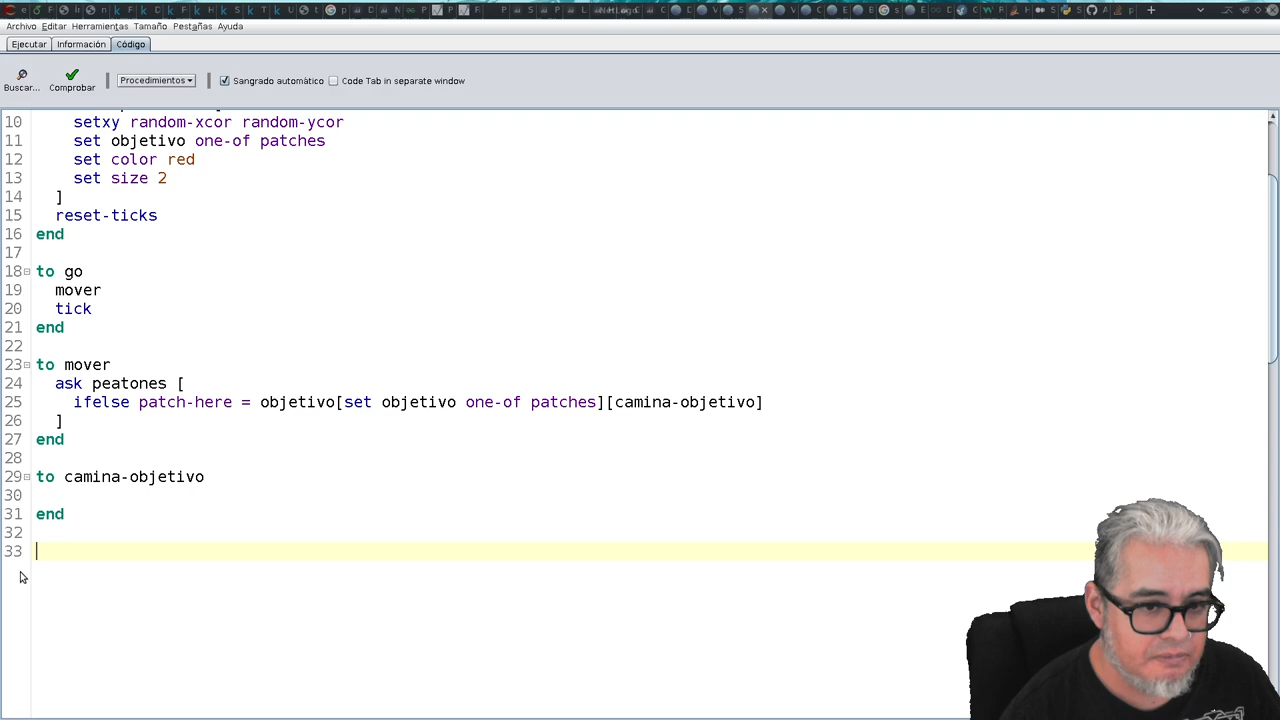 Archivo Editar Herramientas Tamaño Pestañas Ayuda
Ejecutar Información Código
Buscar... Comprobar Procedimientos Sangrado automático Code Tab in separate window
10 setxy random-xcor random-ycor
11 set objetivo one-of patches
12 set color red
13 set size 2
14 ]
15 reset-ticks
16 end
17
18 to go
19 mover
20 tick
21 end
22
23 to mover
24 ask peatones [
25 ifelse patch-here = objetivo[set objetivo one-of patches][camina-objetivo]
26 ]
27 end
28
29 to camina-objetivo
30
31 end
32
33